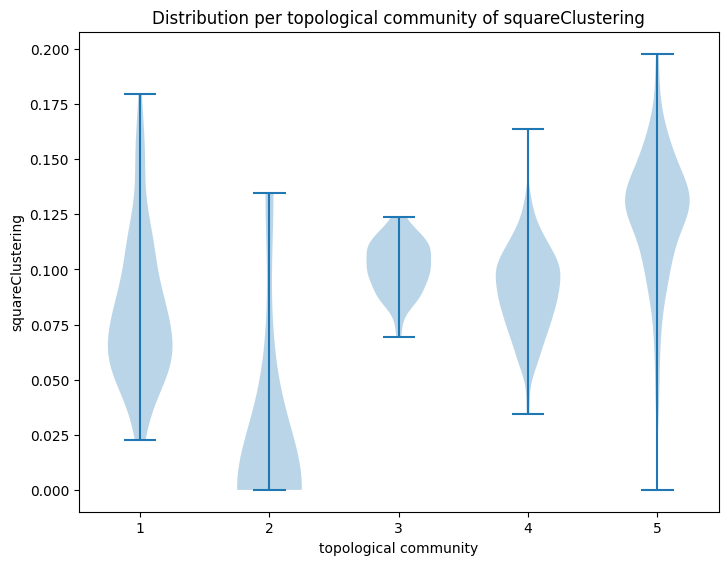 Distribution per topological community of squareClustering
0.200
0.175
0.150
0.125
0.100
0.075
0.050
0.025
0.000
squareClustering
1 2 3 4 5
topological community